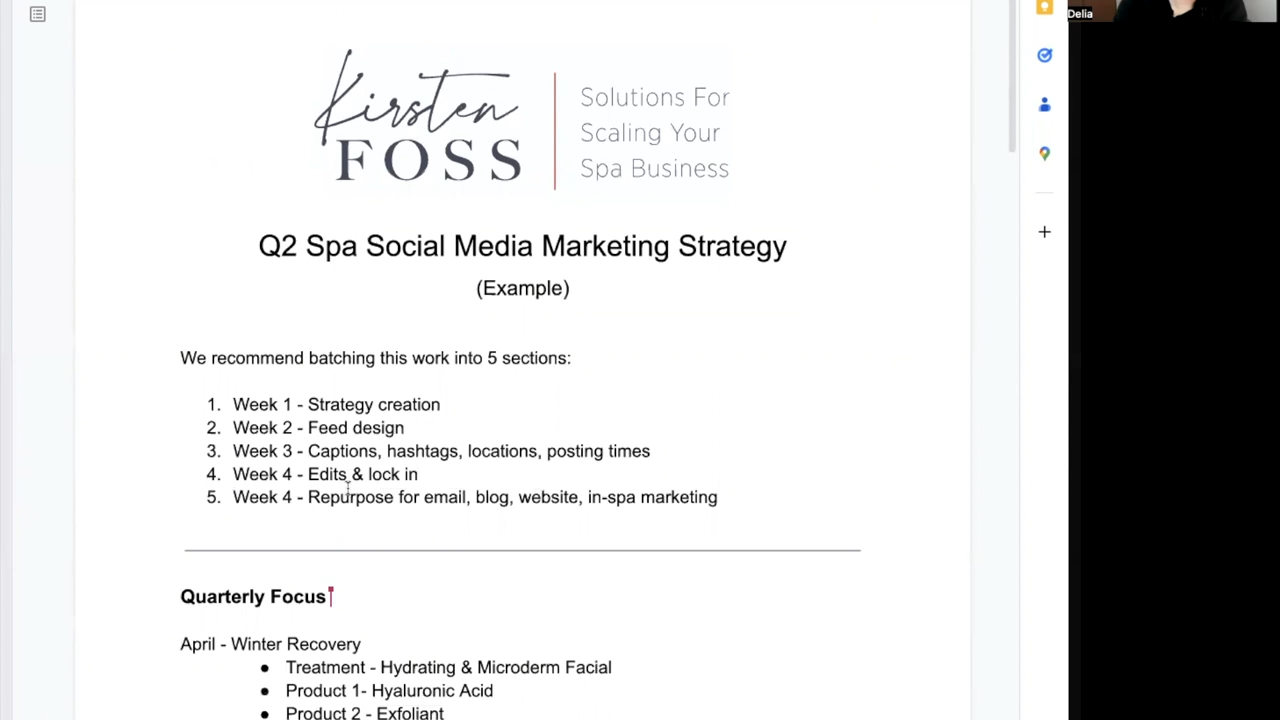 Delia
Kirsten
FOSS
Solutions For
Scaling Your
Spa Business
Q2 Spa Social Media Marketing Strategy
(Example)
We recommend batching this work into 5 sections:
1. Week 1 - Strategy creation
2. Week 2 - Feed design
3. Week 3 - Captions, hashtags, locations, posting times
4. Week 4 - Edits & lock in
5. Week 4 - Repurpose for email, blog, website, in-spa marketing
Quarterly Focus
April - Winter Recovery
● Treatment - Hydrating & Microderm Facial
● Product 1- Hyaluronic Acid
● Product 2 - Exfoliant